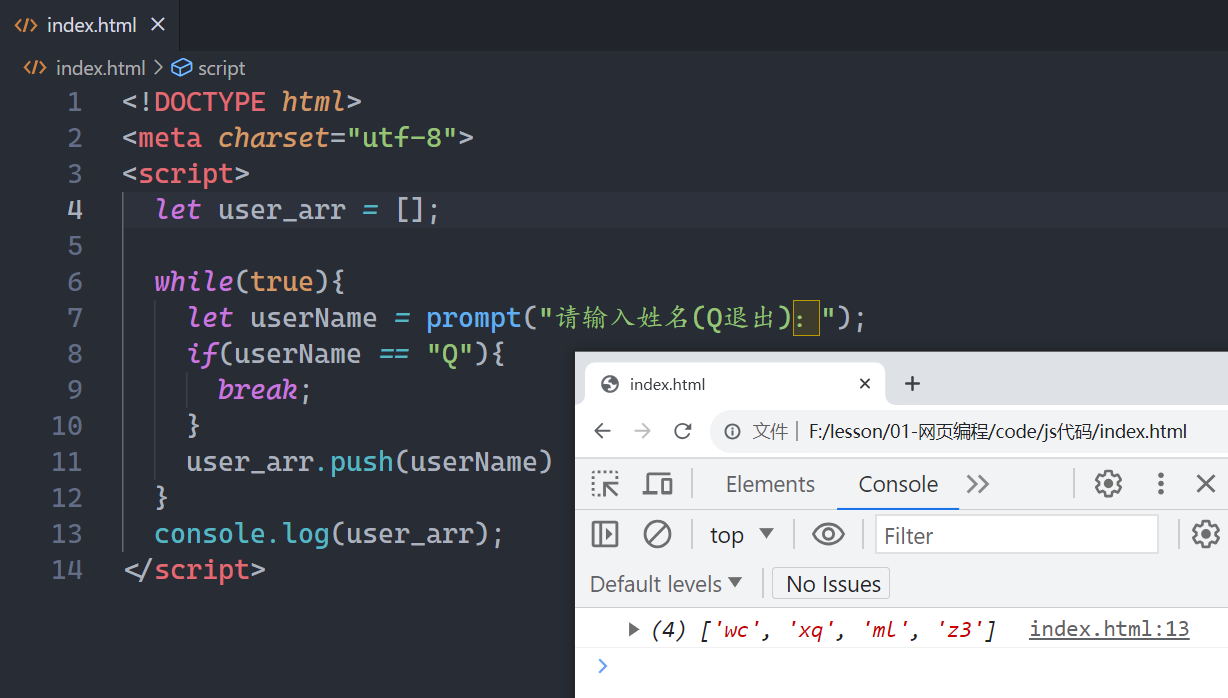 index.html
index.html > script
1 <!DOCTYPE html>
2 <meta charset="utf-8">
3 <script>
4 let user_arr = [];
5
6 while(true){
7 let userName = prompt("请输入姓名(Q退出)：");
8 if(userName == "Q"){
9 break;
10 }
11 user_arr.push(userName)
12 }
13 console.log(user_arr);
14 </script>
index.html
文件 | F:/lesson/01-网页编程/code/js代码/index.html
Elements Console
top Filter
Default levels No Issues
(4) ['wc', 'xq', 'ml', 'z3'] index.html:13